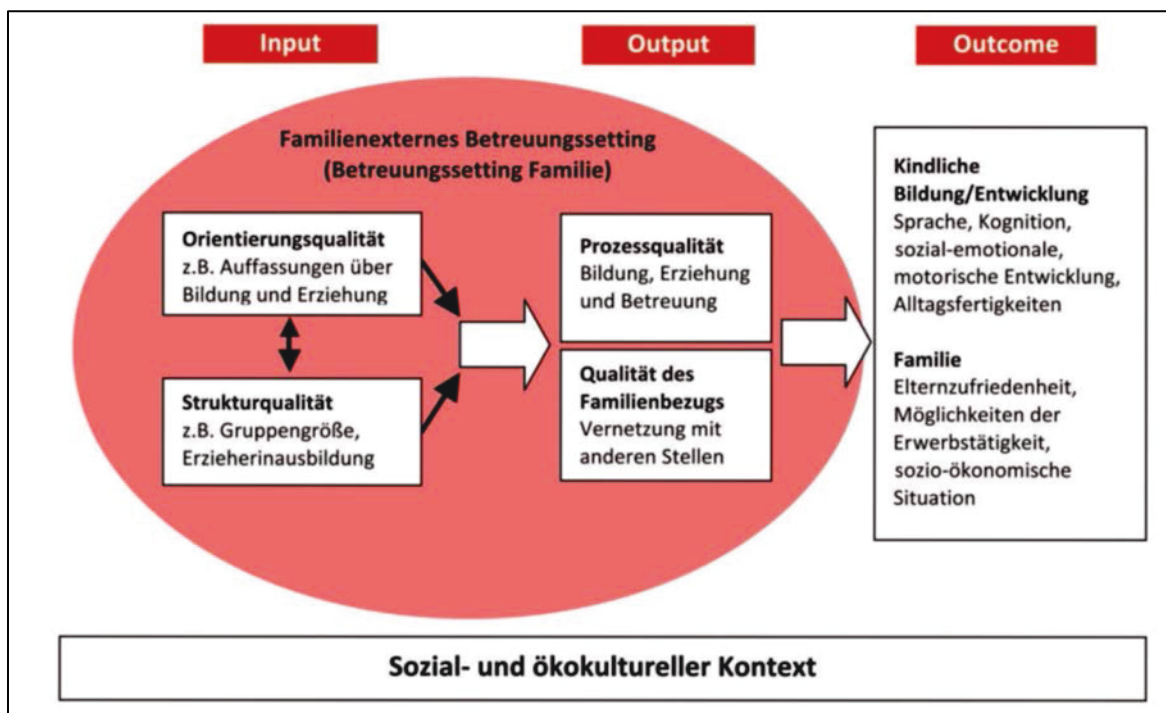 Input
Output
Outcome
Familienexternes Betreuungssetting
(Betreuungssetting Familie)
Orientierungsqualität
z.B. Auffassungen über
Bildung und Erziehung
Strukturqualität
z.B. Gruppengröße,
Erzieherinausbildung
Prozessqualität
Bildung, Erziehung
und Betreuung
Qualität des
Familienbezugs
Vernetzung mit
anderen Stellen
Kindliche
Bildung/Entwicklung
Sprache, Kognition,
sozial-emotionale,
motorische Entwicklung,
Alltagsfertigkeiten
Familie
Elternzufriedenheit,
Möglichkeiten der
Erwerbstätigkeit,
sozio-ökonomische
Situation
Sozial- und ökokultureller Kontext